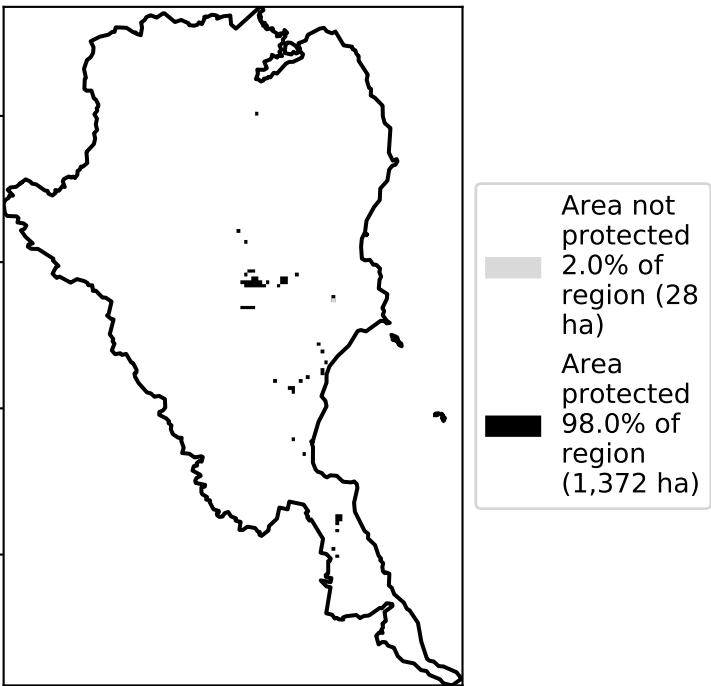 Area not
protected
2.0% of
region (28
ha)
Area
protected
98.0% of
region
(1,372 ha)